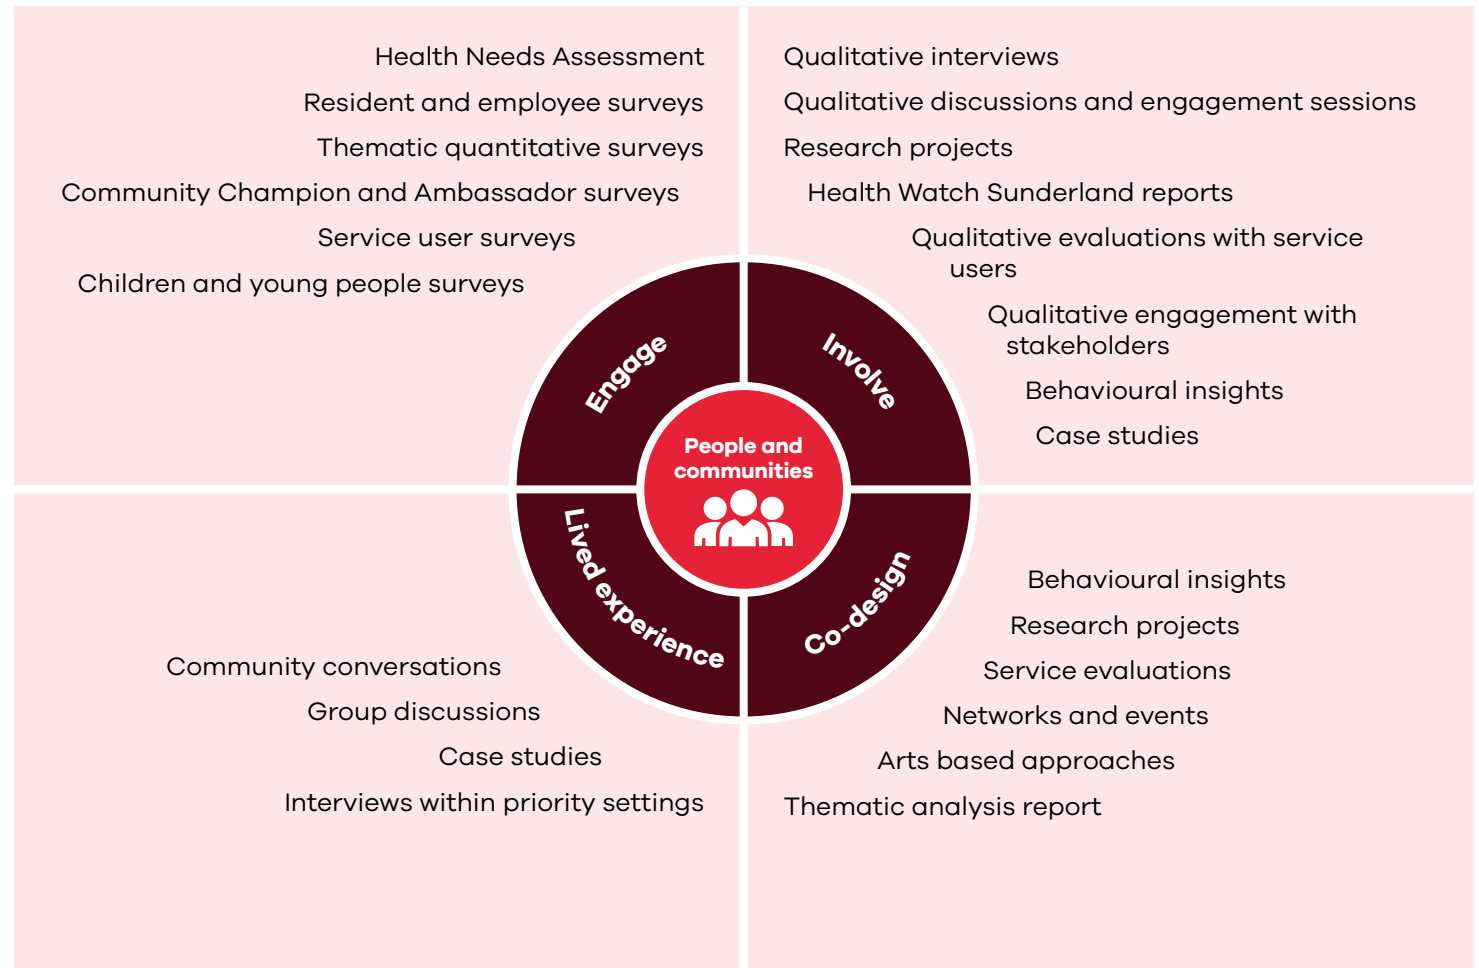 Health Needs Assessment
Resident and employee surveys
Thematic quantitative surveys
Community Champion and Ambassador surveys
Service user surveys
Children and young people surveys
Qualitative interviews
Qualitative discussions and engagement sessions
Research projects
Health Watch Sunderland reports
Qualitative evaluations with service
users
Qualitative engagement with
stakeholders
Behavioural insights
Case studies
Engage
Involve
People and
communities
Lived experience
Co-design
Community conversations
Group discussions
Case studies
Interviews within priority settings
Behavioural insights
Research projects
Service evaluations
Networks and events
Arts based approaches
Thematic analysis report